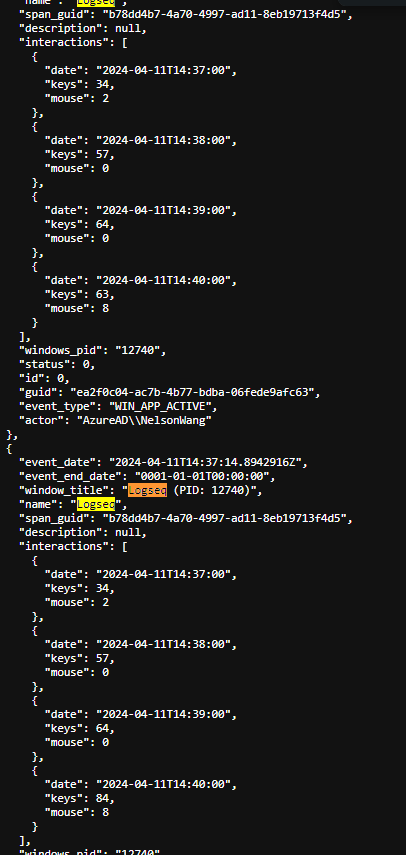 "name": "Logseq",
"span_guid": "b78dd4b7-4a70-4997-ad11-8eb19713f4d5",
"description": null,
"interactions": [
{
"date": "2024-04-11T14:37:00",
"keys": 34,
"mouse": 2
},
{
"date": "2024-04-11T14:38:00",
"keys": 57,
"mouse": 0
},
{
"date": "2024-04-11T14:39:00",
"keys": 64,
"mouse": 0
},
{
"date": "2024-04-11T14:40:00",
"keys": 63,
"mouse": 8
}
],
"windows_pid": "12740",
"status": 0,
"id": 0,
"guid": "ea2f0c04-ac7b-4b77-bdba-06fede9afc63",
"event_type": "WIN_APP_ACTIVE",
"actor": "AzureAD\\NelsonWang"
},
{
"event_date": "2024-04-11T14:37:14.8942916Z",
"event_end_date": "0001-01-01T00:00:00",
"window_title": "Logseq (PID: 12740)",
"name": "Logseq",
"span_guid": "b78dd4b7-4a70-4997-ad11-8eb19713f4d5",
"description": null,
"interactions": [
{
"date": "2024-04-11T14:37:00",
"keys": 34,
"mouse": 2
},
{
"date": "2024-04-11T14:38:00",
"keys": 57,
"mouse": 0
},
{
"date": "2024-04-11T14:39:00",
"keys": 64,
"mouse": 0
},
{
"date": "2024-04-11T14:40:00",
"keys": 84,
"mouse": 8
}
],
"windows_pid": "12740"